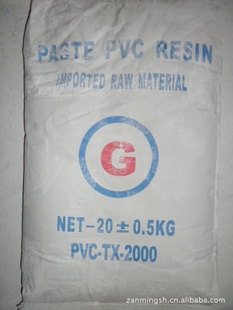 PASTE PVC RESIN
IMPORTED RAW MATERIAL
G
NET-20±0.5KG
PVC-TX-2000
zanmingsh.cn.alibaba.com